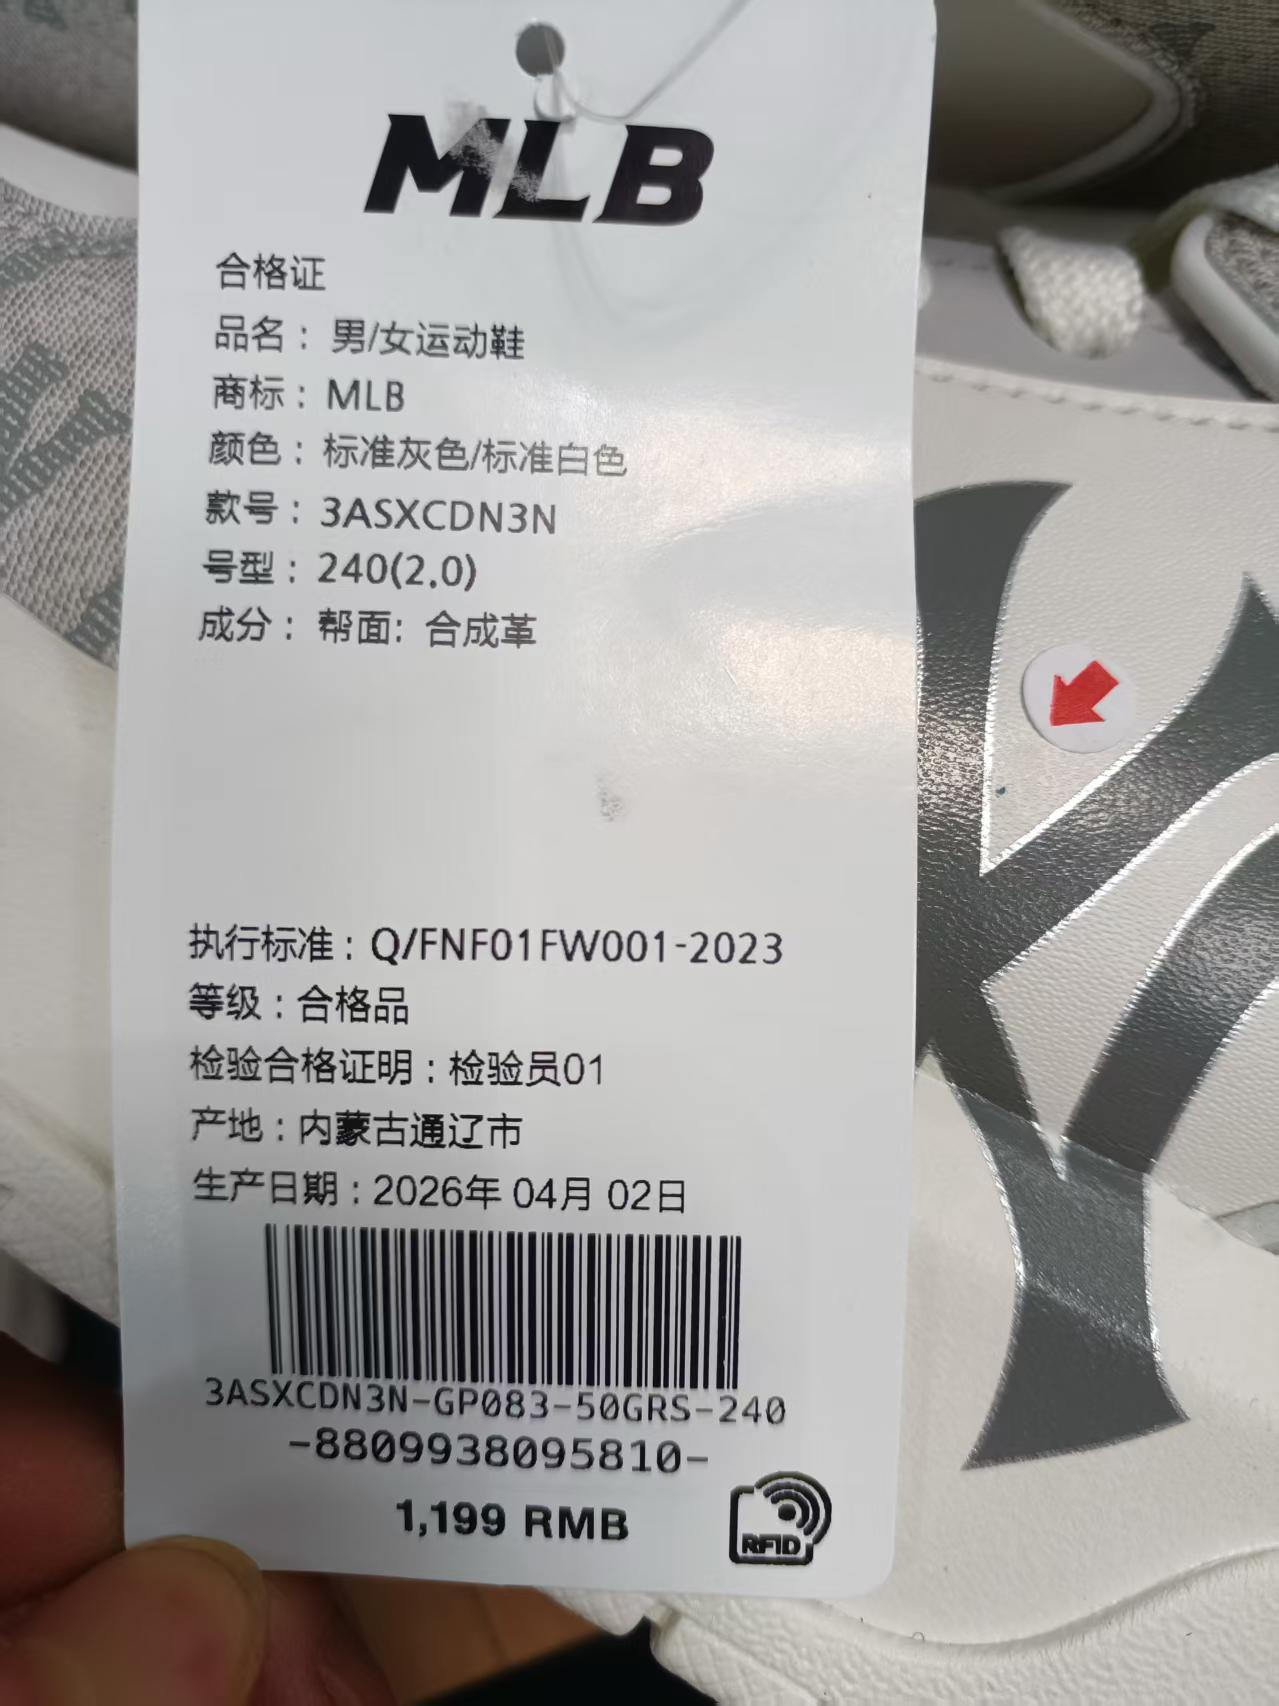 MLB
合格证
品名：男/女运动鞋
商标：MLB
颜色：标准灰色/标准白色
款号：3ASXCDN3N
号型：240(2.0)
成分：帮面: 合成革
执行标准：Q/FNF01FW001-2023
等级：合格品
检验合格证明：检验员01
产地：内蒙古通辽市
生产日期：2026年 04月 02日
3ASXCDN3N-GP083-50GRS-240
-8809938095810-
1,199 RMB
RFID